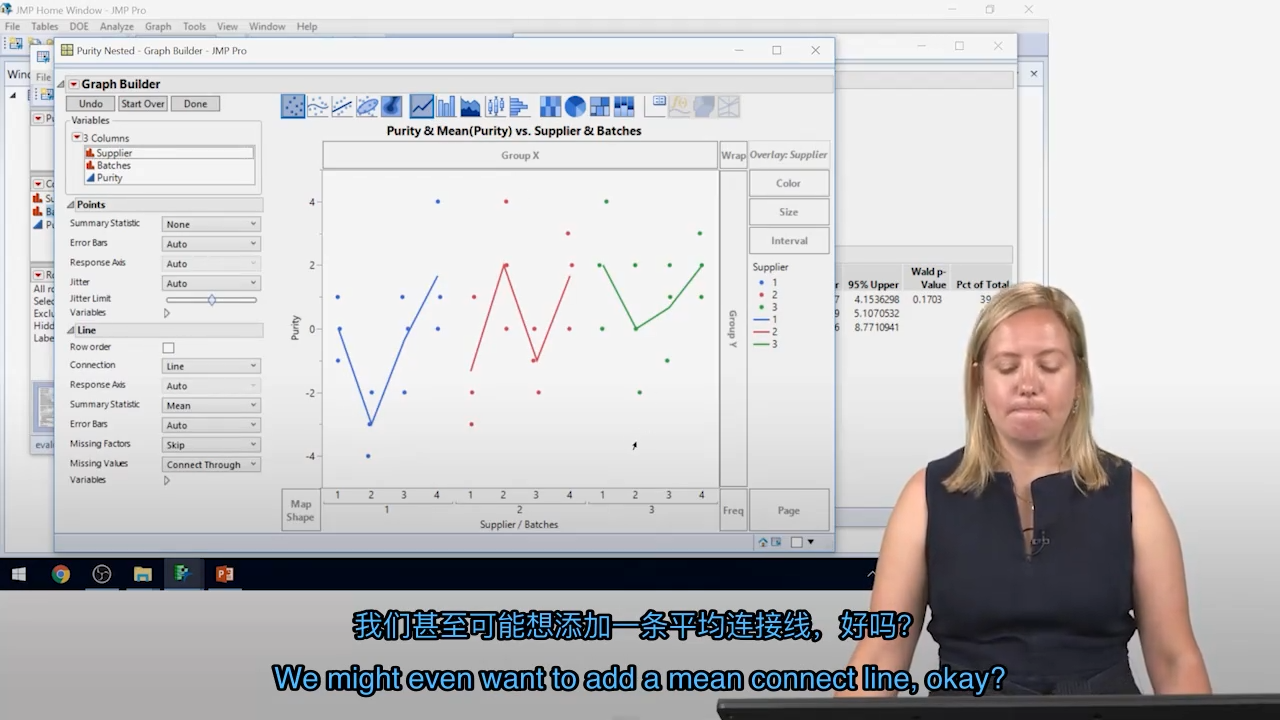 JMP Home Window - JMP Pro
File Tables DOE Analyze Graph Tools View Window Help
Purity Nested - Graph Builder - JMP Pro
Graph Builder
Undo Start Over Done
Variables
3 Columns
Supplier
Batches
Purity
Points
Summary Statistic None
Error Bars Auto
Response Axis Auto
Jitter Auto
Jitter Limit
Variables
Line
Row order
Connection Line
Response Axis Auto
Summary Statistic Mean
Error Bars Auto
Missing Factors Skip
Missing Values Connect Through
Variables
Purity & Mean(Purity) vs. Supplier & Batches
Group X
Wrap
Overlay: Supplier
Color
Size
Interval
Supplier
1
2
3
1
2
3
Group Y
Purity
4
2
0
-2
-4
1 2 3 4 1 2 3 4 1 2 3 4
1 2 3
Supplier / Batches
Map Shape
Freq
Page
95% Upper Wald p-Value Pct of Total
4.1536298 0.1703 39
5.1070532
8.7710941
我们甚至可能想添加一条平均连接线，好吗？
We might even want to add a mean connect line, okay?